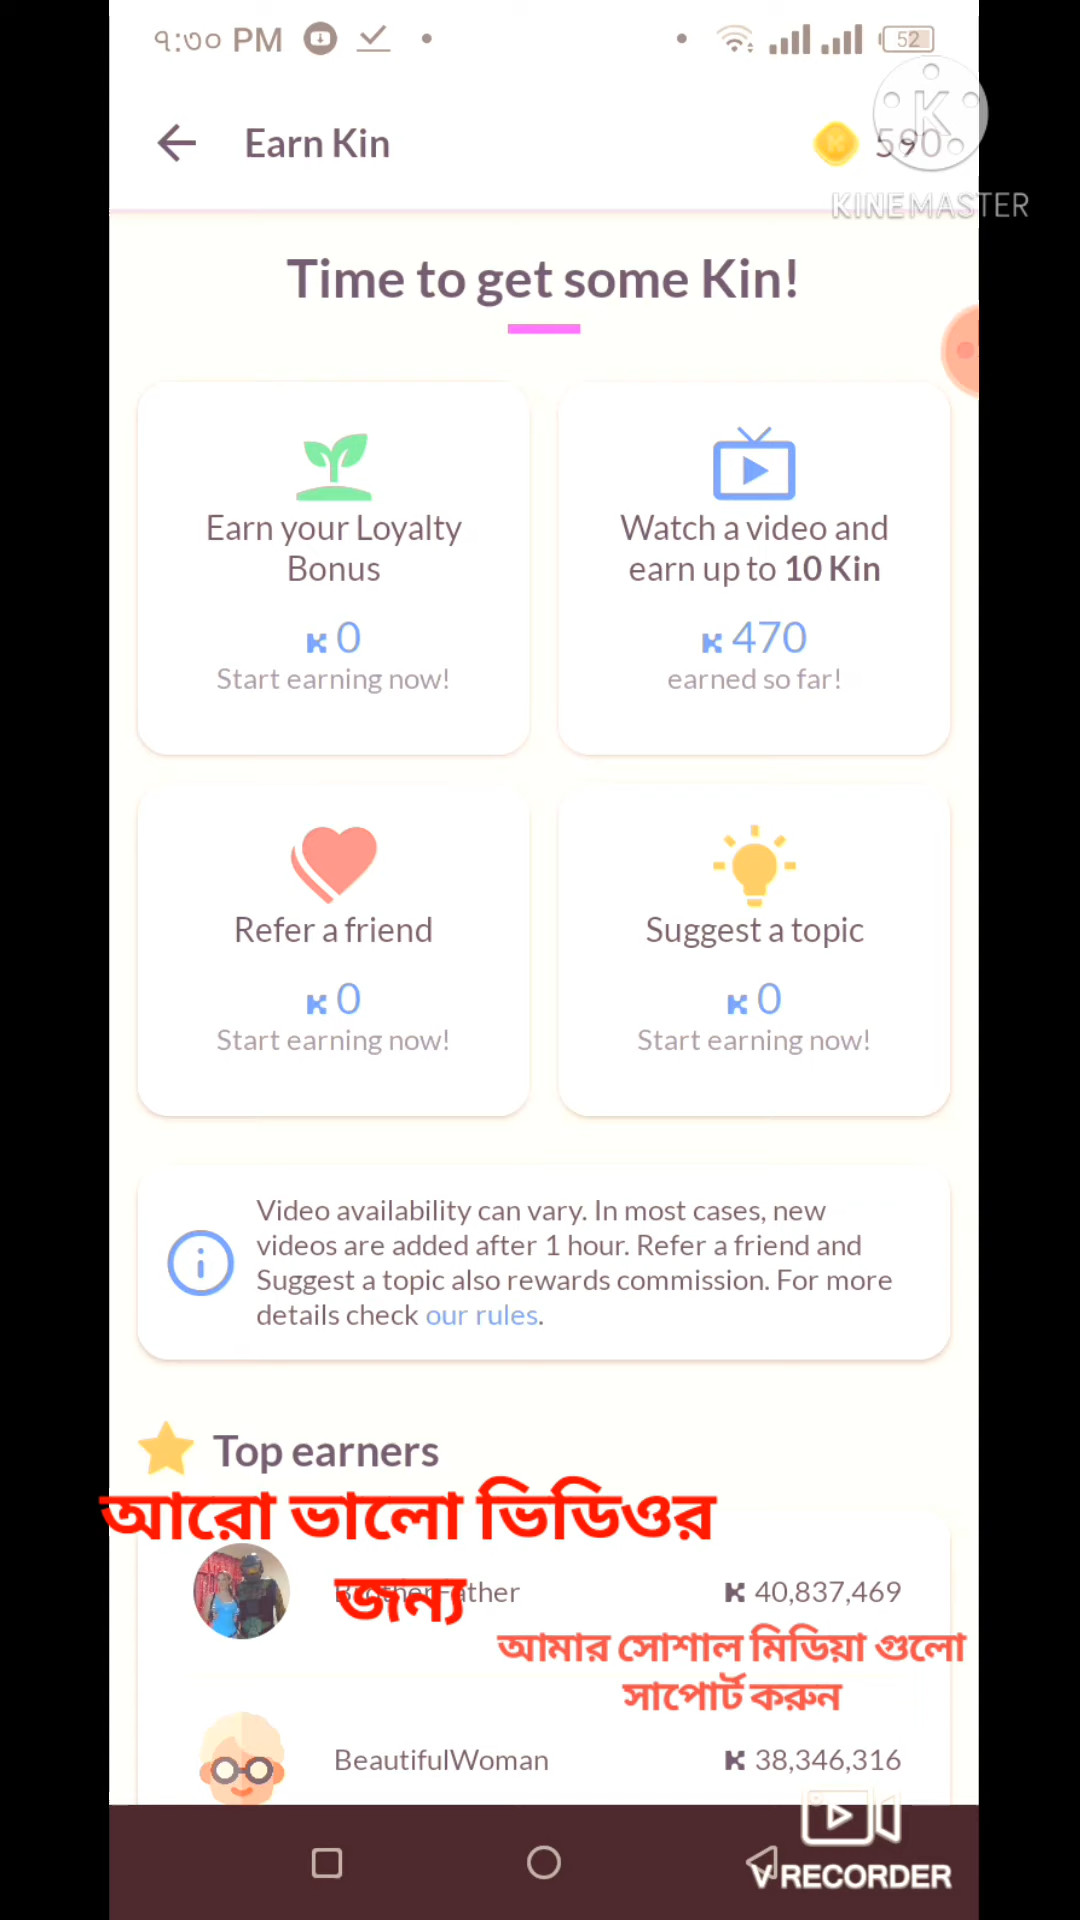 ৭:৩০ PM
52
Earn Kin
590
KINEMASTER
Time to get some Kin!
Earn your Loyalty
Bonus
0
Start earning now!
Watch a video and
earn up to 10 Kin
470
earned so far!
Refer a friend
0
Start earning now!
Suggest a topic
0
Start earning now!
Video availability can vary. In most cases, new
videos are added after 1 hour. Refer a friend and
Suggest a topic also rewards commission. For more
details check our rules.
Top earners
আরো ভালো ভিডিওর
জন্য
40,837,469
আমার সোশাল মিডিয়া গুলো
সাপোর্ট করুন
BeautifulWoman
38,346,316
VRECORDER